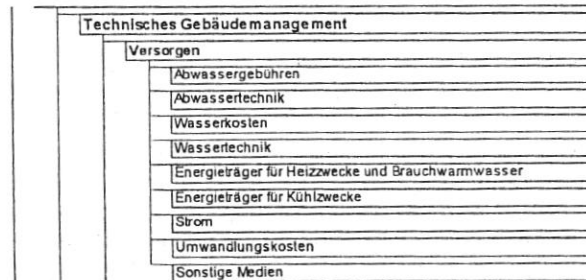 Technisches Gebäudemanagement
Versorgen
Abwassergebühren
Abwassertechnik
Wasserkosten
Wassertechnik
Energieträger für Heizzwecke und Brauchwarmwasser
Energieträger für Kühlzwecke
Strom
Umwandlungskosten
Sonstige Medien